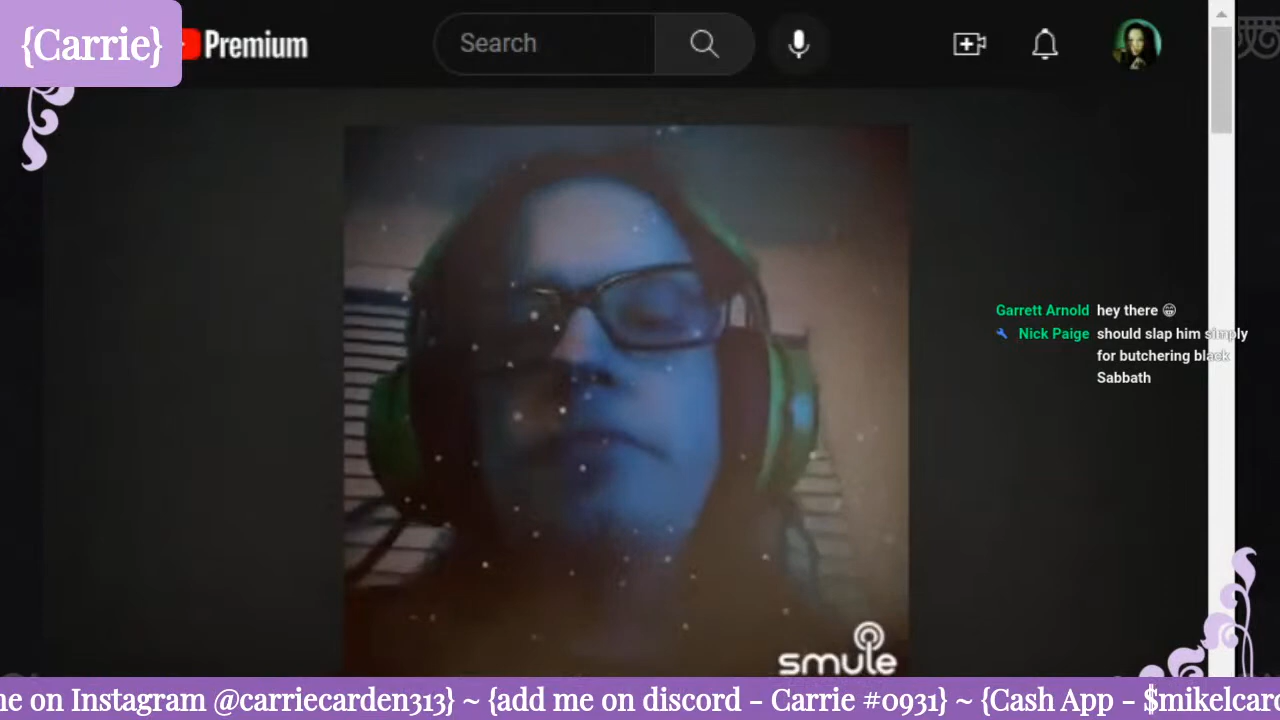 {Carrie}
Premium
Search
Garrett Arnold hey there 😁
Nick Paige should slap him simply
for butchering black
Sabbath
smule
me on Instagram @carriecarden313} ~ {add me on discord - Carrie #0931} ~ {Cash App - $mikelcard